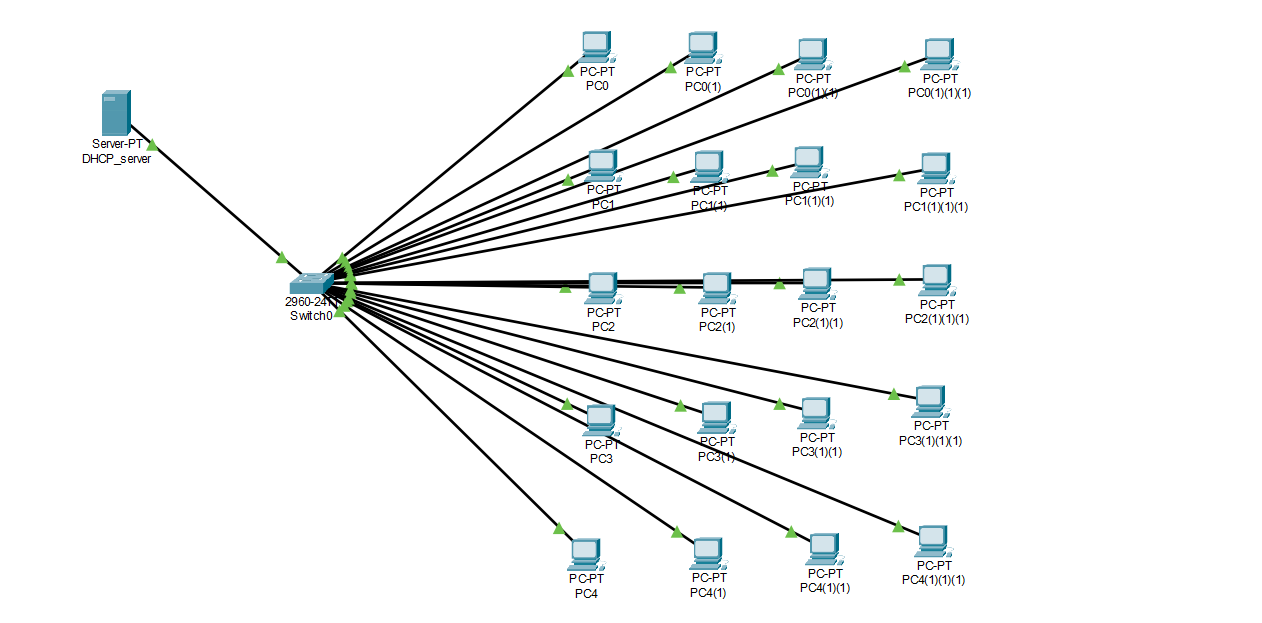 PC-PT
PC0
PC-PT
PC0(1)
PC-PT
PC0(1)(1)
PC-PT
PC0(1)(1)(1)
Server-PT
DHCP_server
PC-PT
PC1
PC-PT
PC1(1)
PC-PT
PC1(1)(1)
PC-PT
PC1(1)(1)(1)
Switch0
PC-PT
PC2
PC-PT
PC2(1)
PC-PT
PC2(1)(1)
PC-PT
PC2(1)(1)(1)
PC-PT
PC3
PC-PT
PC3(1)
PC-PT
PC3(1)(1)
PC-PT
PC3(1)(1)(1)
PC-PT
PC4
PC-PT
PC4(1)
PC-PT
PC4(1)(1)
PC-PT
PC4(1)(1)(1)